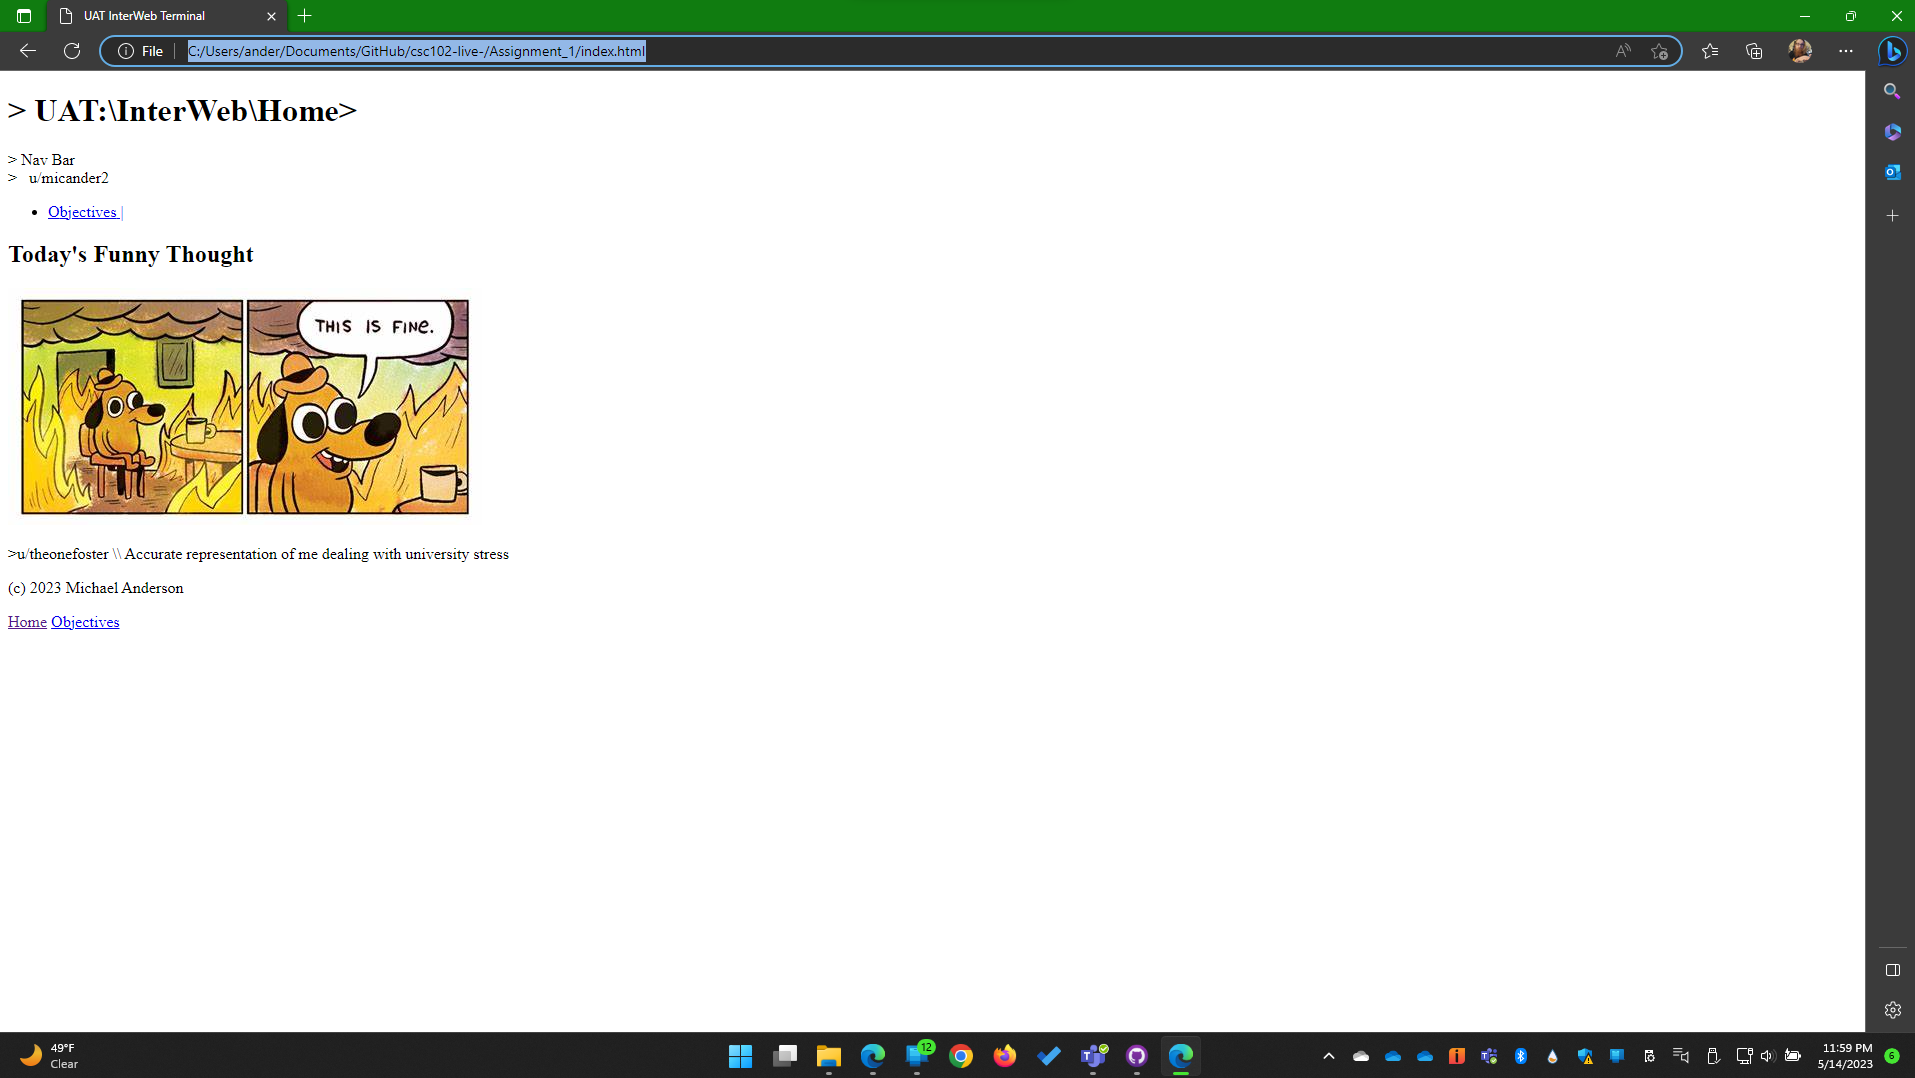 UAT InterWeb Terminal
File C:/Users/ander/Documents/GitHub/csc102-live-/Assignment_1/index.html
> UAT:\InterWeb\Home>
> Nav Bar
> u/micander2
• Objectives |
Today's Funny Thought
THIS IS FINE.
>u/theonefoster \\ Accurate representation of me dealing with university stress
(c) 2023 Michael Anderson
Home Objectives
49°F
Clear
12
11:59 PM
5/14/2023
6